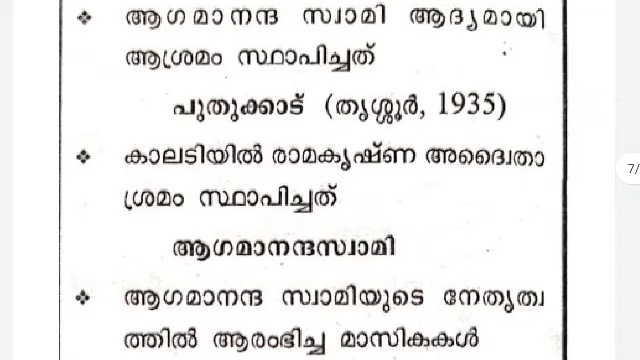 ❖ ആഗമാനന്ദ സ്വാമി ആദ്യമായി
ആശ്രമം സ്ഥാപിച്ചത്
പുതുക്കാട് (തൃശ്ശൂർ, 1935)
❖ കാലടിയിൽ രാമകൃഷ്ണ അദ്വൈതാ
ശ്രമം സ്ഥാപിച്ചത്
ആഗമാനന്ദസ്വാമി
❖ ആഗമാനന്ദ സ്വാമിയുടെ നേതൃത്വ
ത്തിൽ ആരംഭിച്ച മാസികകൾ
7/